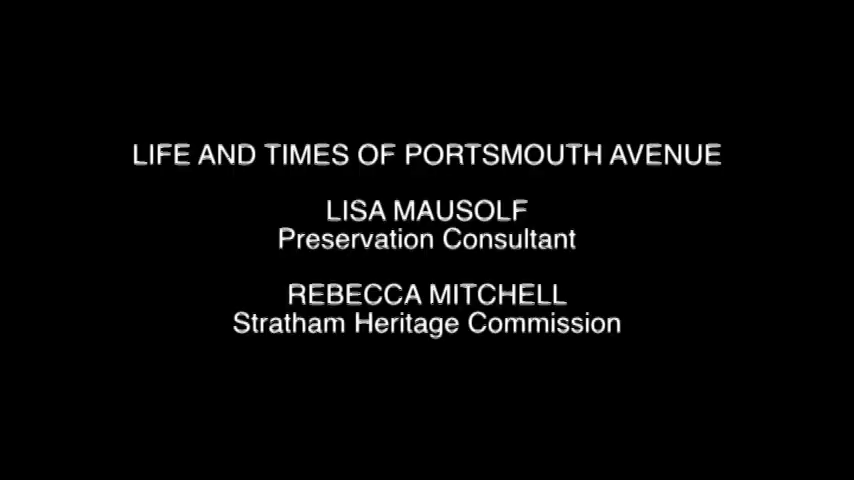 LIFE AND TIMES OF PORTSMOUTH AVENUE
LISA MAUSOLF
Preservation Consultant
REBECCA MITCHELL
Stratham Heritage Commission